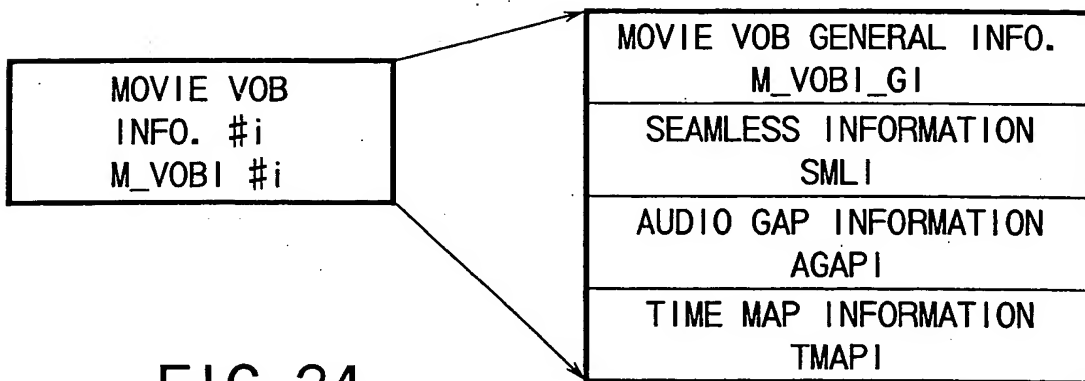 MOVIE VOB
INFO. #i
M_VOBI #i
MOVIE VOB GENERAL INFO.
M_VOBI_GI
SEAMLESS INFORMATION
SMLI
AUDIO GAP INFORMATION
AGAPI
TIME MAP INFORMATION
TMAPI